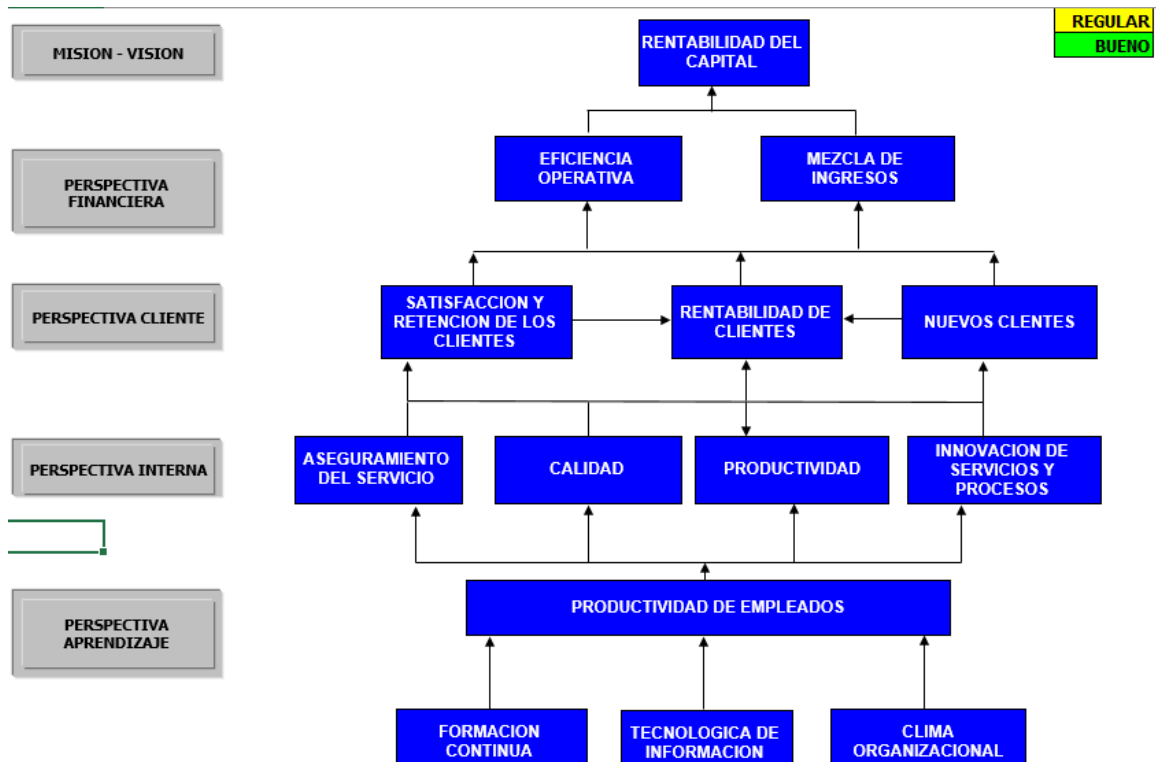 REGULAR
BUENO
MISION - VISION
RENTABILIDAD DEL
CAPITAL
PERSPECTIVA
FINANCIERA
EFICIENCIA
OPERATIVA
MEZCLA DE
INGRESOS
PERSPECTIVA CLIENTE
SATISFACCION Y
RETENCION DE LOS
CLIENTES
RENTABILIDAD DE
CLIENTES
NUEVOS CLENTES
PERSPECTIVA INTERNA
ASEGURAMIENTO
DEL SERVICIO
CALIDAD
PRODUCTIVIDAD
INNOVACION DE
SERVICIOS Y
PROCESOS
PERSPECTIVA
APRENDIZAJE
PRODUCTIVIDAD DE EMPLEADOS
FORMACION
CONTINUA
TECNOLOGICA DE
INFORMACION
CLIMA
ORGANIZACIONAL